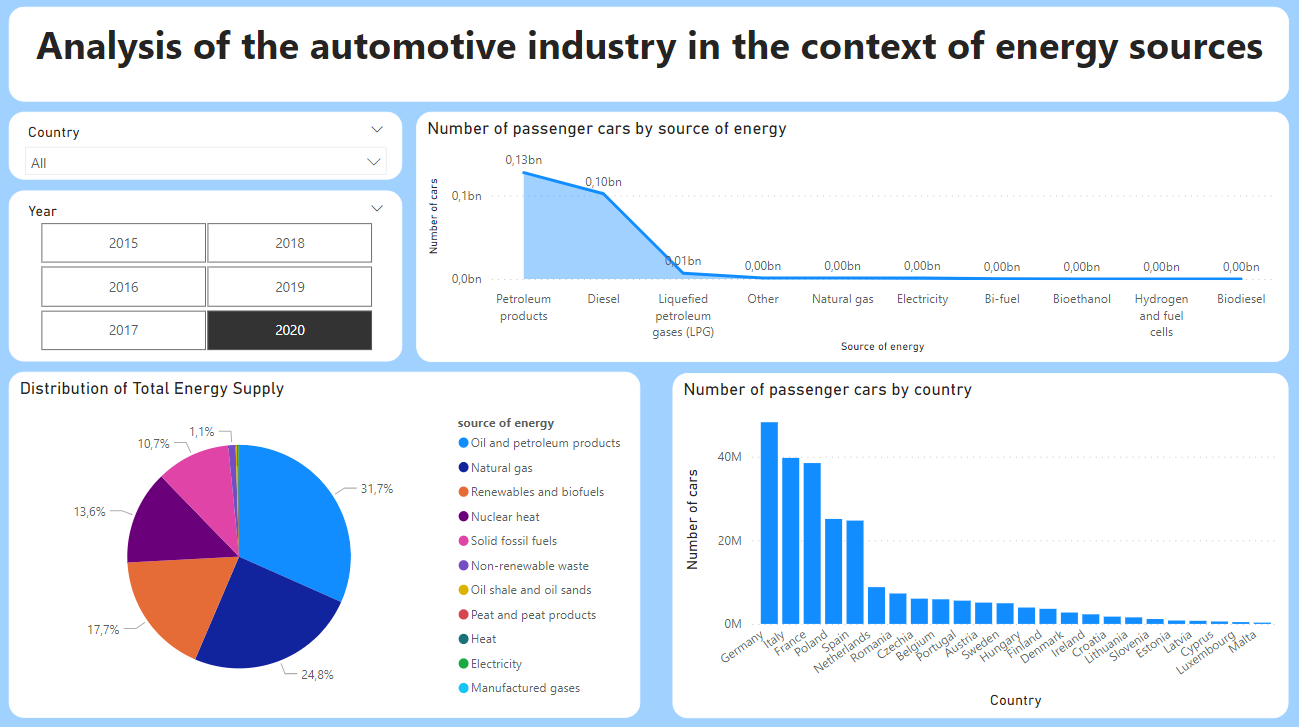 Analysis of the automotive industry in the context of energy sources
Country
All
Year
2015
2018
2016
2019
2017
2020
Number of passenger cars by source of energy
Number of cars
0,1bn
0,0bn
0,13bn
0,10bn
0,01bn
0,00bn
0,00bn
0,00bn
0,00bn
0,00bn
0,00bn
0,00bn
Petroleum
products
Diesel
Liquefied
petroleum
gases (LPG)
Other
Natural gas
Electricity
Bi-fuel
Bioethanol
Hydrogen
and fuel
cells
Biodiesel
Source of energy
Distribution of Total Energy Supply
1,1%
10,7%
31,7%
13,6%
17,7%
24,8%
source of energy
Oil and petroleum products
Natural gas
Renewables and biofuels
Nuclear heat
Solid fossil fuels
Non-renewable waste
Oil shale and oil sands
Peat and peat products
Heat
Electricity
Manufactured gases
Number of passenger cars by country
Number of cars
40M
20M
0M
Germany
Italy
France
Poland
Spain
Netherlands
Romania
Czechia
Belgium
Portugal
Austria
Sweden
Hungary
Finland
Denmark
Ireland
Croatia
Lithuania
Slovenia
Estonia
Latvia
Cyprus
Luxembourg
Malta
Country